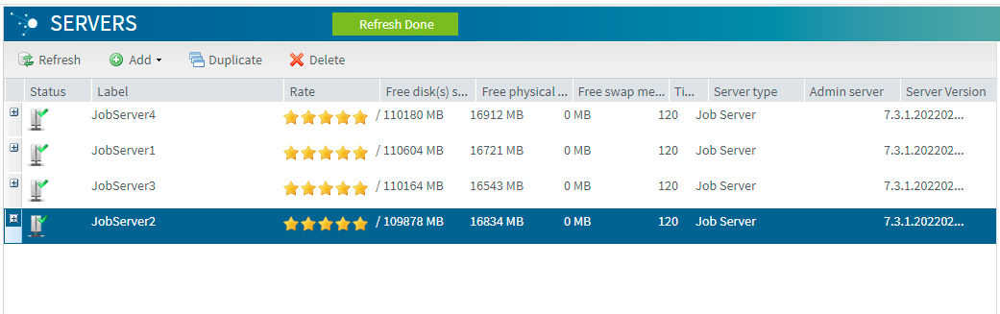 SERVERS
Refresh Done
Refresh Add Duplicate Delete
Status Label Rate Free disk(s) s... Free physical ... Free swap me... Ti... Server type Admin server Server Version
JobServer4 / 110180 MB 16912 MB 0 MB 120 Job Server 7.3.1.202202...
JobServer1 / 110604 MB 16721 MB 0 MB 120 Job Server 7.3.1.202202...
JobServer3 / 110164 MB 16543 MB 0 MB 120 Job Server 7.3.1.202202...
JobServer2 / 109878 MB 16834 MB 0 MB 120 Job Server 7.3.1.202202...